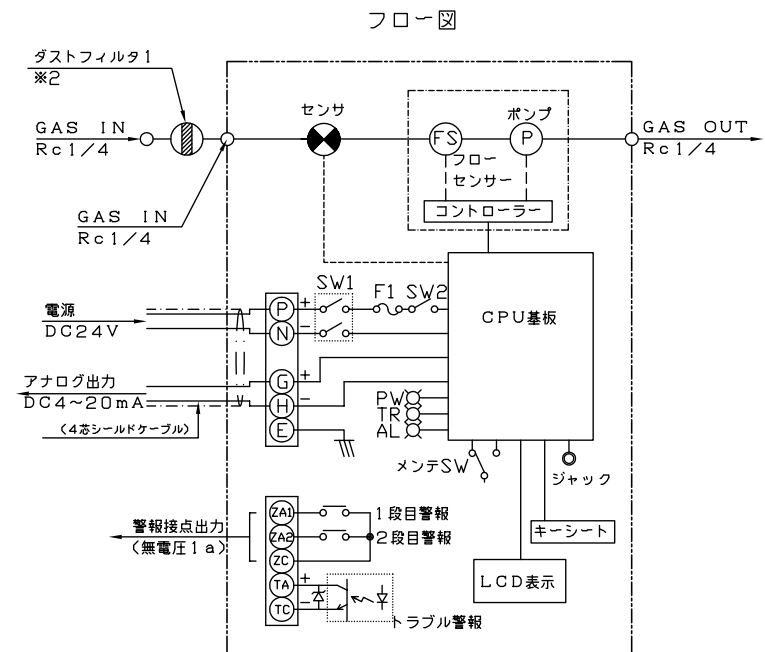 フロー図
ダストフィルタ1
※2
GAS IN
Rc1/4
GAS IN
Rc1/4
センサ
ポンプ
FS
P
フロー
センサー
コントローラー
GAS OUT
Rc1/4
電源
DC24V
アナログ出力
DC4~20mA
(4芯シールドケーブル)
P
+
N
-
G
+
H
-
E
SW1
F1
SW2
CPU基板
PW
TR
AL
メンテSW
ジャック
キーシート
LCD表示
警報接点出力
(無電圧1a)
ZA1
1段目警報
ZA2
2段目警報
ZC
TA
+
TC
-
トラブル警報